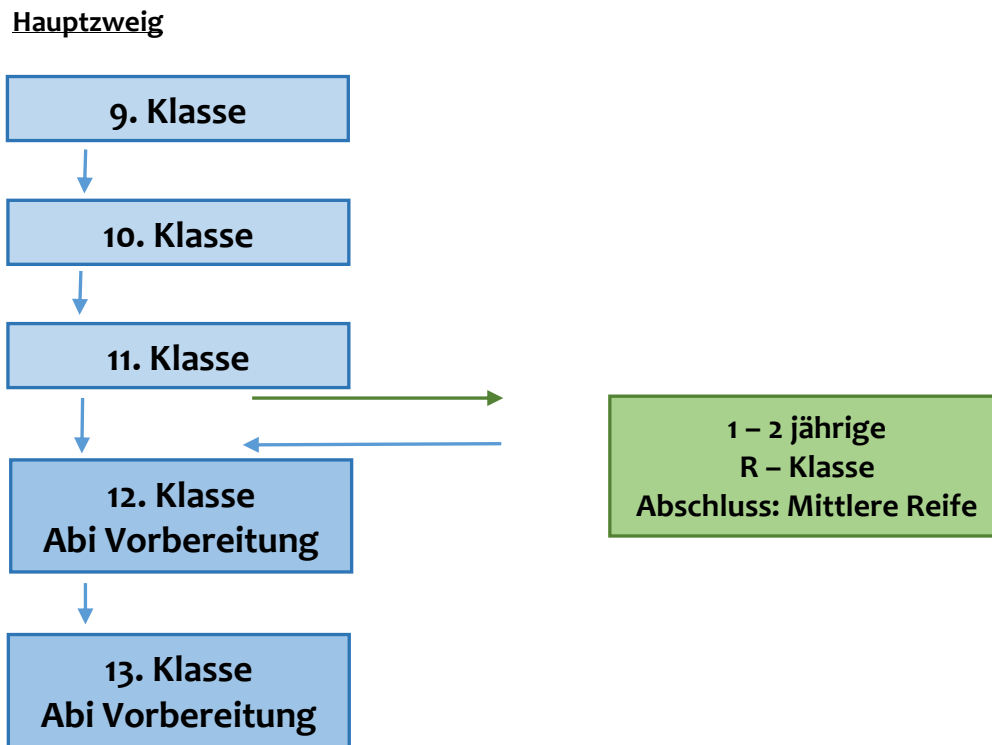 Hauptzweig
9. Klasse
10. Klasse
11. Klasse
1 – 2 jährige
R – Klasse
Abschluss: Mittlere Reife
12. Klasse
Abi Vorbereitung
13. Klasse
Abi Vorbereitung